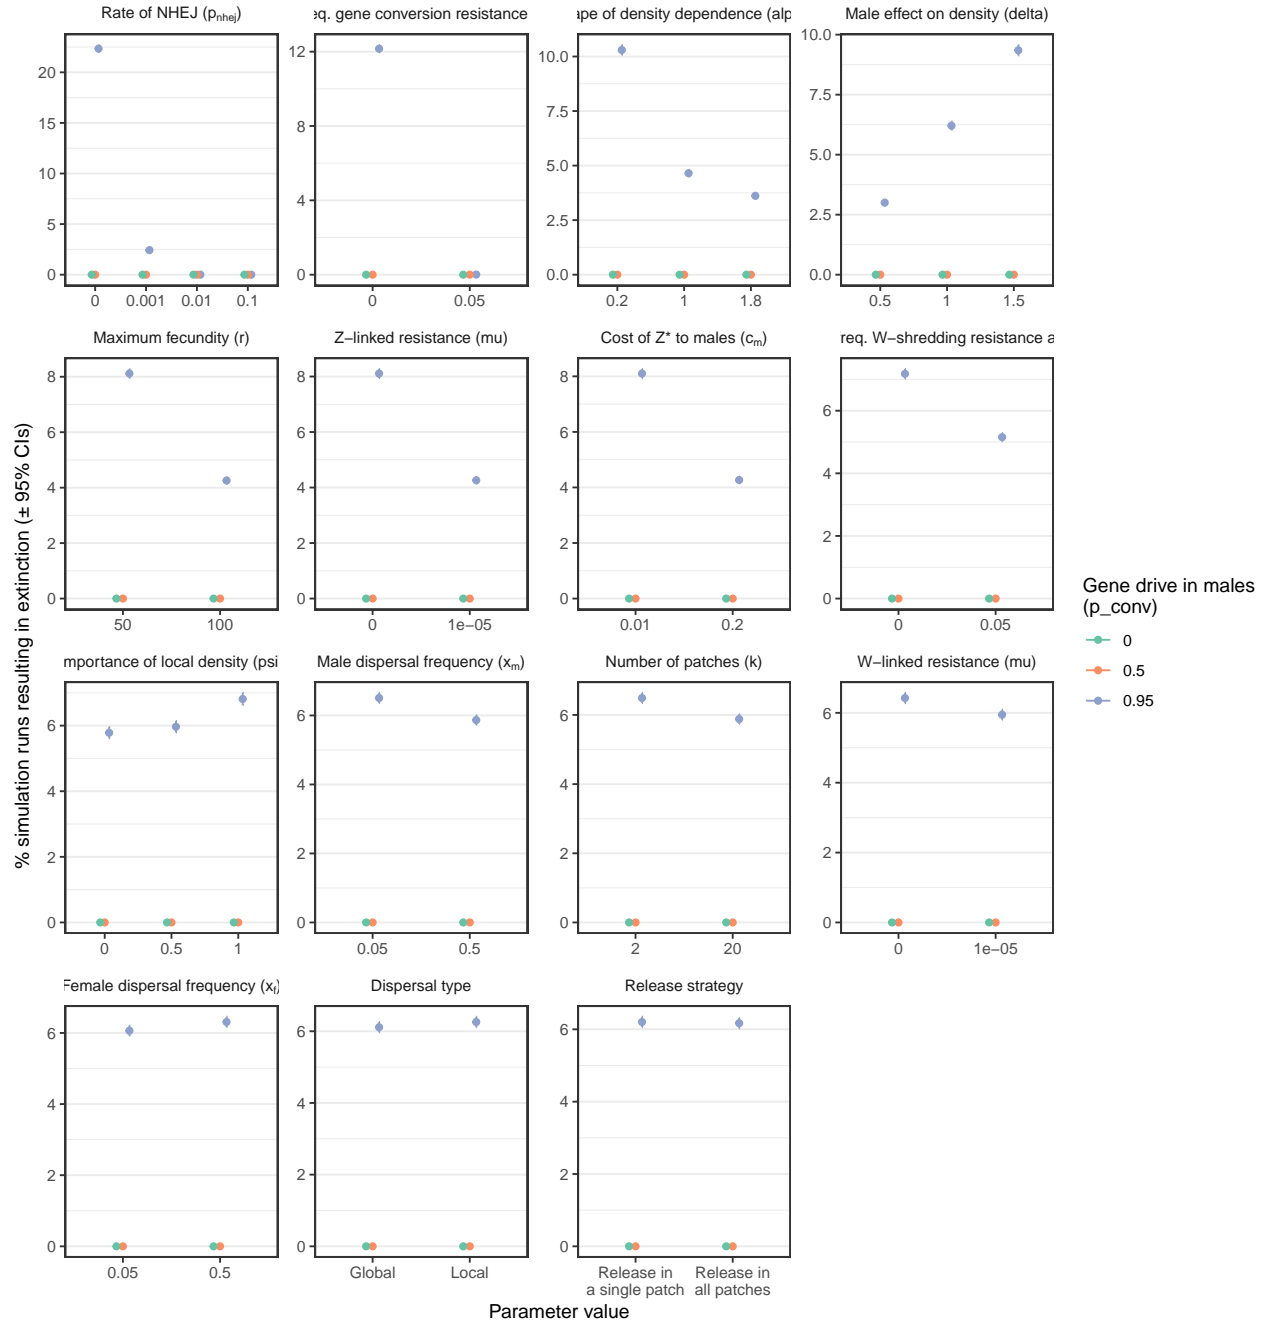 Rate of NHEJ (pnhej)
eq. gene conversion resistance
ape of density dependence (alp
Male effect on density (delta)
20
15
10
5
0
0 0.001 0.01 0.1
12
8
4
0
0 0.05
10.0
7.5
5.0
2.5
0.0
0.2 1 1.8
10.0
7.5
5.0
2.5
0.0
0.5 1 1.5
Maximum fecundity (r)
Z−linked resistance (mu)
Cost of Z* to males (cm)
req. W−shredding resistance a
8
6
4
2
0
50 100
8
6
4
2
0
0 1e−05
8
6
4
2
0
0.01 0.2
6
4
2
0
0 0.05
mportance of local density (psi
Male dispersal frequency (xm)
Number of patches (k)
W−linked resistance (mu)
6
4
2
0
0 0.5 1
6
4
2
0
0.05 0.5
6
4
2
0
2 20
6
4
2
0
0 1e−05
Female dispersal frequency (xf)
Dispersal type
Release strategy
6
4
2
0
0.05 0.5
6
4
2
0
Global Local
6
4
2
0
Release in
a single patch
Release in
all patches
Parameter value
% simulation runs resulting in extinction (± 95% CIs)
Gene drive in males
(p_conv)
0
0.5
0.95